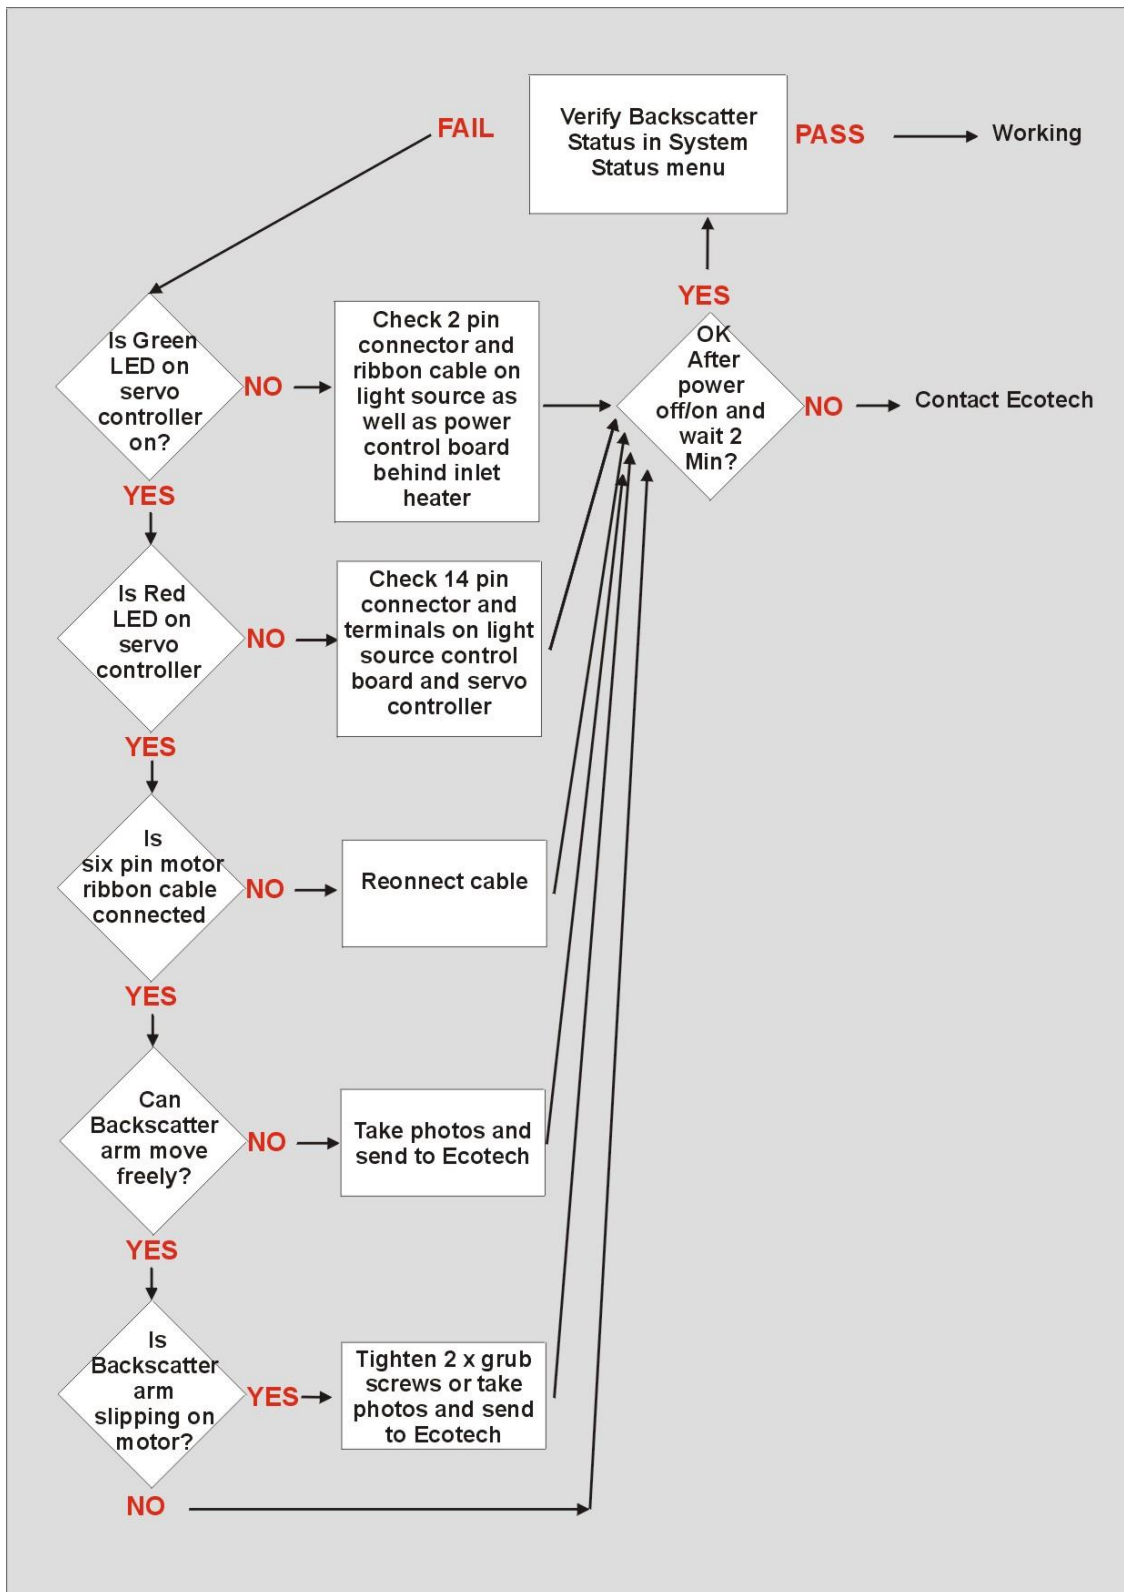 Verify Backscatter
Status in System
Status menu
FAIL
PASS
Working
YES
Is Green
LED on
servo
controller
on?
NO
Check 2 pin
connector and
ribbon cable on
light source as
well as power
control board
behind inlet
heater
OK
After
power
off/on and
wait 2
Min?
NO
Contact Ecotech
YES
Is Red
LED on
servo
controller
NO
Check 14 pin
connector and
terminals on light
source control
board and servo
controller
YES
Is
six pin motor
ribbon cable
connected
NO
Reonnect cable
YES
Can
Backscatter
arm move
freely?
NO
Take photos and
send to Ecotech
YES
Is
Backscatter
arm
slipping on
motor?
YES
Tighten 2 x grub
screws or take
photos and send
to Ecotech
NO